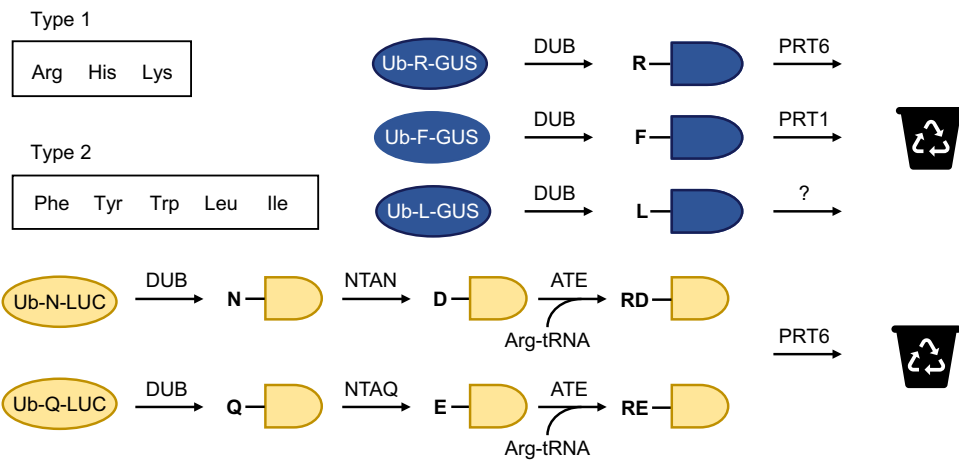 Type 1
Arg His Lys
Type 2
Phe Tyr Trp Leu Ile
Ub-R-GUS DUB R PRT6
Ub-F-GUS DUB F PRT1
Ub-L-GUS DUB L ?
Ub-N-LUC DUB N NTAN D ATE RD
Arg-tRNA
PRT6
Ub-Q-LUC DUB Q NTAQ E ATE RE
Arg-tRNA